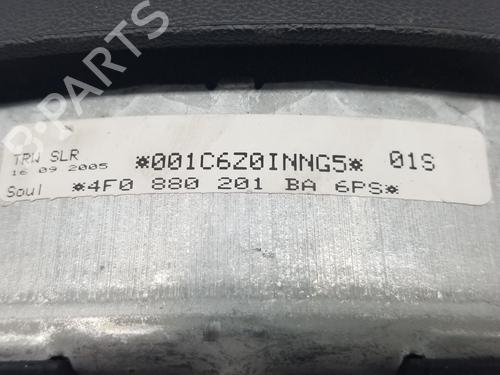 B-Parts
TRW SLR *001C6Z0INNG5* 01S
16 09 2005
Soul *4F0 880 201 BA 6PS*